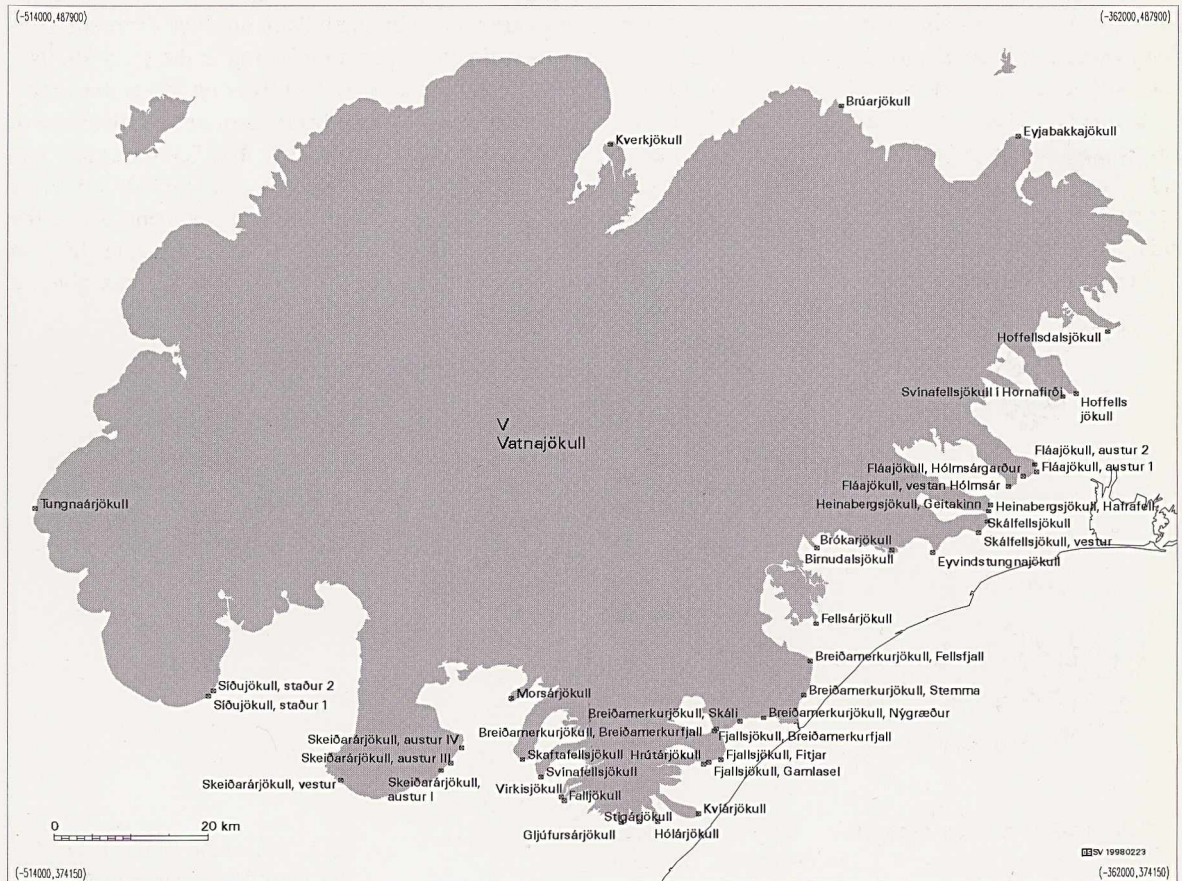 (-514000,487900)
(-362000,487900)
Brúarjökull
Eyjabakkajökull
Kverkjökull
Hoffellsdalsjökull
Svínafellsjökull í Hornafirði
Hoffells
jökull
V
Vatnajökull
Fláajökull, austur 2
Fláajökull, Hólmsárgarður
Fláajökull, austur 1
Fláajökull, vestan Hólmsár
Tungnaárjökull
Heinabergsjökull, Geitakinn
Heinabergsjökull, Hafrafell
Skálfellsjökull
Brókarjökull
Skálfellsjökull, vestur
Birnudalsjökull
Eyvindstungnajökull
Fellsárjökull
Breiðamerkurjökull, Fellsfjall
Síðujökull, staður 2
Morsárjökull
Breiðamerkurjökull, Stemma
Síðujökull, staður 1
Breiðamerkurjökull, Skáli
Breiðamerkurjökull, Nýgræður
Breiðamerkurjökull, Breiðamerkurfjall
Fjallsjökull, Breiðamerkurfjall
Skeiðarárjökull, austur IV
Skeiðarárjökull, austur III
Skaftafellsjökull
Hrútárjökull
Fjallsjökull, Fitjar
Svínafellsjökull
Fjallsjökull, Gamlasel
Skeiðarárjökull, vestur
Skeiðarárjökull,
austur I
Virkisjökull
Falljökull
Kvíárjökull
Stigárjökull
Gljúfursárjökull
Hólárjökull
0
20 km
SV 19980223
(-514000,374150)
(-362000,374150)